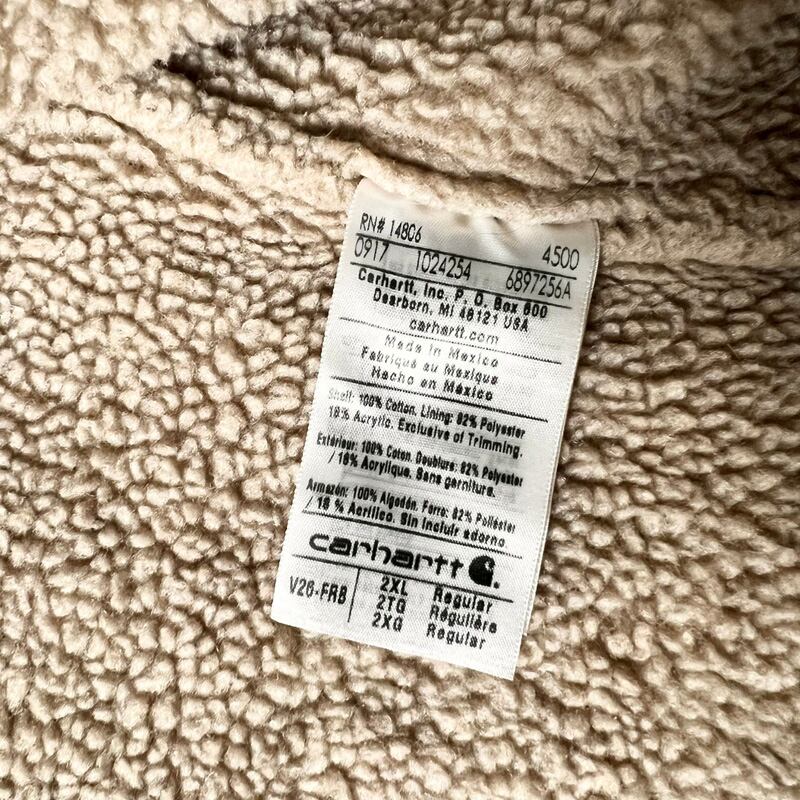 RN# 14806 4500
0917 1024254 6897256A
Carhartt, Inc. P. O. Box 600
Dearborn, MI 48121 USA
carhartt.com
Made in Mexico
Fabriqué au Mexique
Hecho en México
Shell: 100% Cotton. Lining: 82% Polyester
18% Acrylic. Exclusive of Trimming.
Extérieur: 100% Coton. Doublure: 82% Polyester
/ 18% Acrylique. Sans garniture.
Armazón: 100% Algodón. Forro: 82% Poliéster
/ 18 % Acrílico. Sin incluir adorno.
carhartt
V26-FRB 2XL Regular
2TG Régulière
2XG Regular